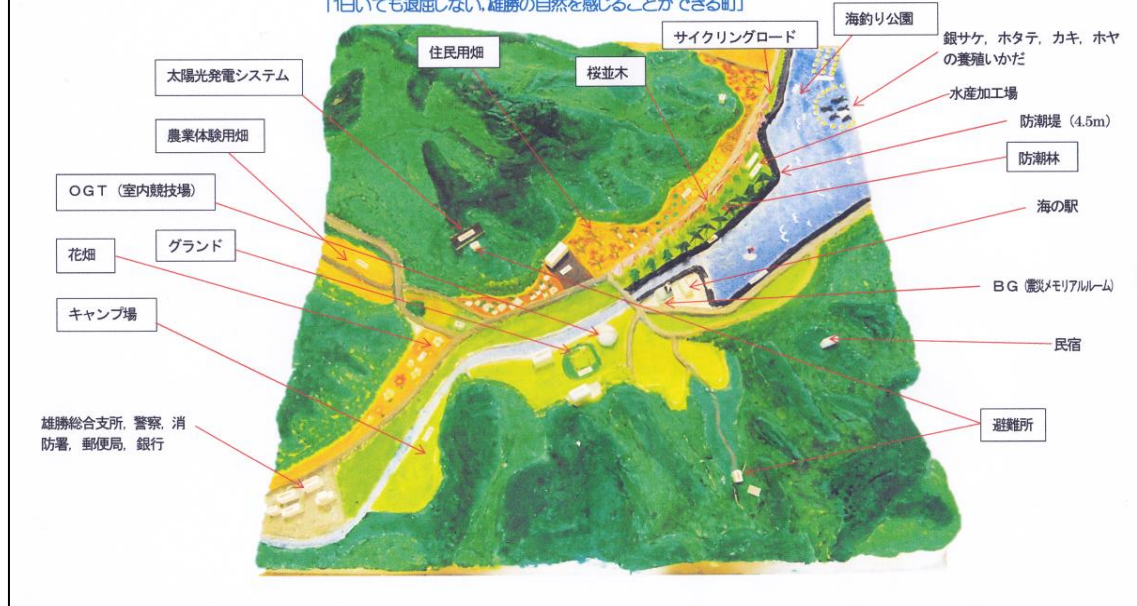 「1日いても退屈しない,雄勝の自然を感じることができる町」
海釣り公園
サイクリングロード
銀サケ，ホタテ，カキ，ホヤ
の養殖いかだ
住民用畑
桜並木
太陽光発電システム
水産加工場
防潮堤（4.5m）
農業体験用畑
防潮林
ＯＧＴ（室内競技場）
海の駅
グランド
花畑
ＢＧ（震災メモリアルルーム）
キャンプ場
民宿
雄勝総合支所，警察，消
防署，郵便局，銀行
避難所